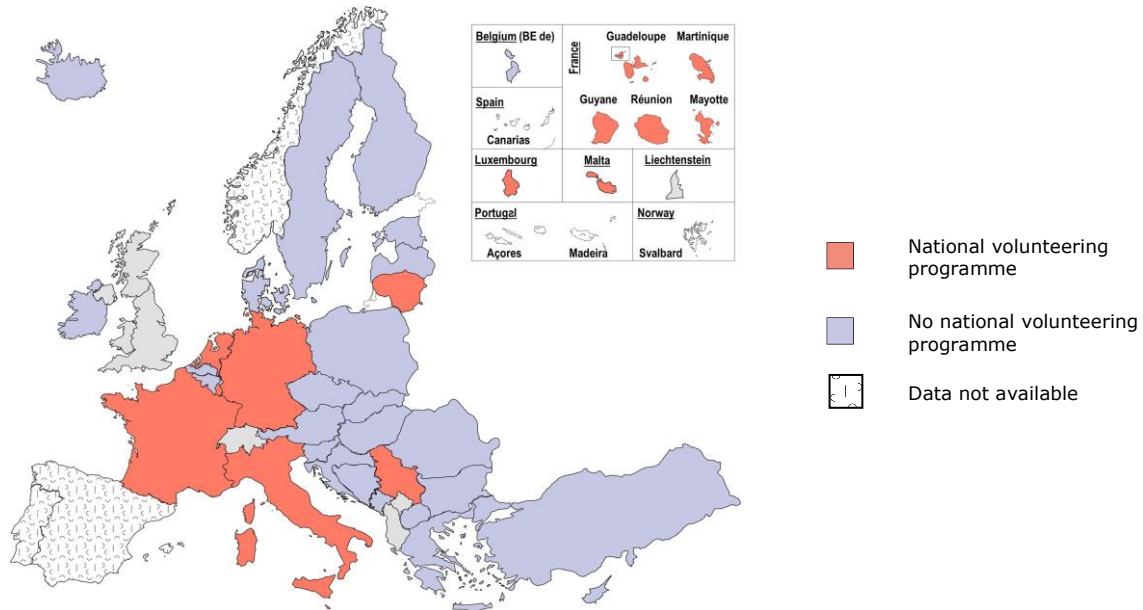 Belgium (BE de)
France
Guadeloupe
Martinique
Spain
Canarias
Guyane
Réunion
Mayotte
Luxembourg
Malta
Liechtenstein
Portugal
Açores
Madeira
Norway
Svalbard
National volunteering
programme
No national volunteering
programme
Data not available